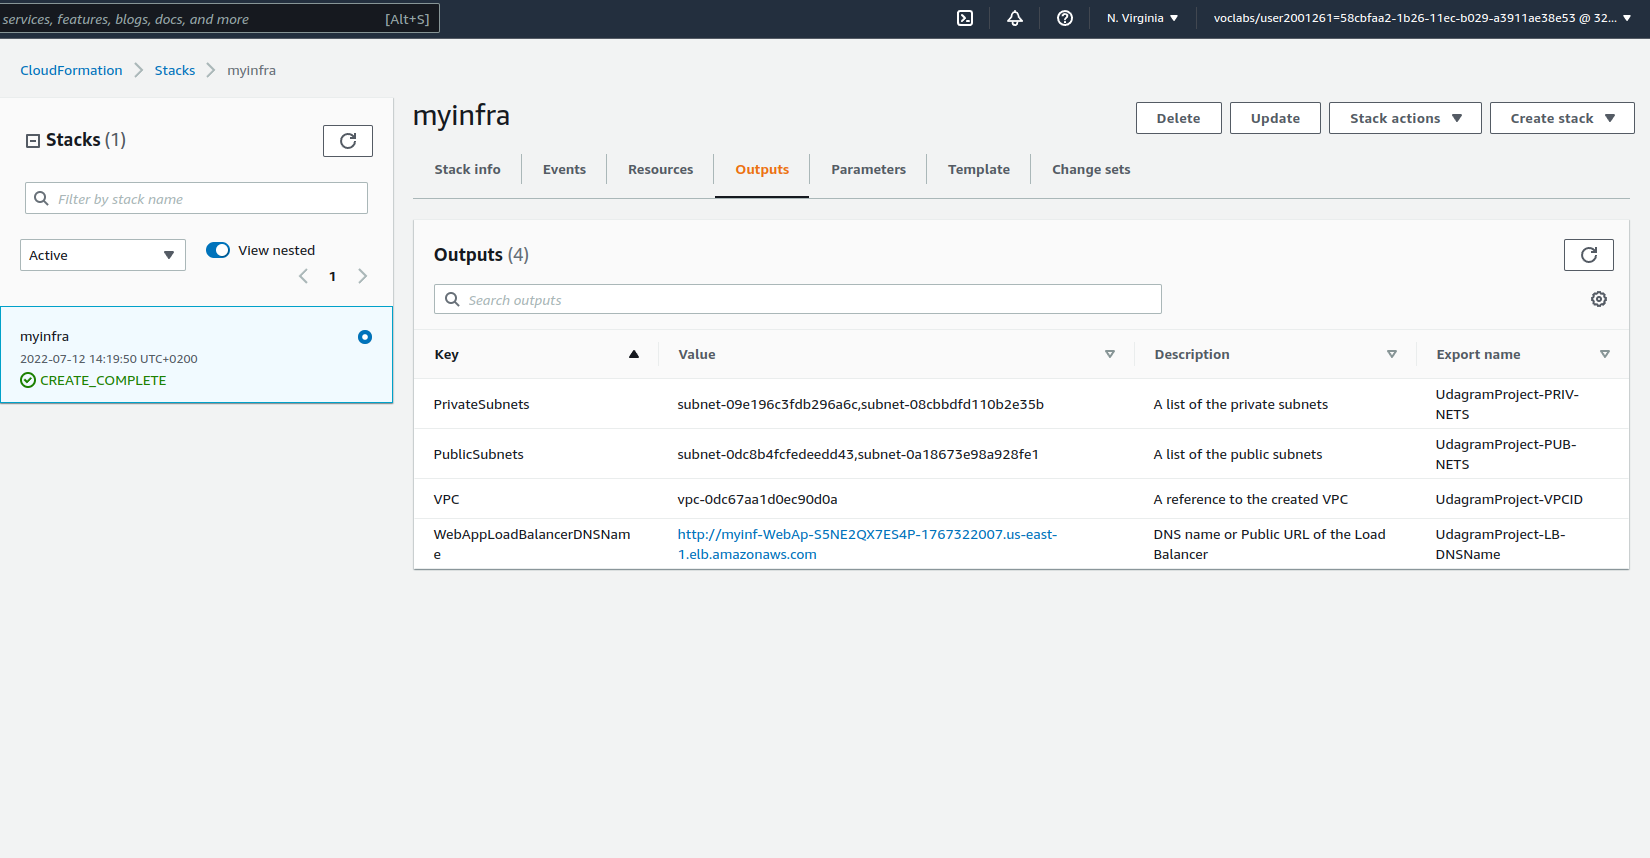 services, features, blogs, docs, and more [Alt+S] N. Virginia voclabs/user2001261=58cbfaa2-1b26-11ec-b029-a3911ae38e53 @ 32...
CloudFormation Stacks myinfra
myinfra
Delete Update Stack actions Create stack
Stacks (1)
Filter by stack name
Active View nested
1
myinfra
2022-07-12 14:19:50 UTC+0200
CREATE_COMPLETE
Stack info Events Resources Outputs Parameters Template Change sets
Outputs (4)
Search outputs
Key Value Description Export name
PrivateSubnets subnet-09e196c3fdb296a6c,subnet-08cbbdfd110b2e35b A list of the private subnets UdagramProject-PRIV-
NETS
PublicSubnets subnet-0dc8b4fcfedeedd43,subnet-0a18673e98a928fe1 A list of the public subnets UdagramProject-PUB-
NETS
VPC vpc-0dc67aa1d0ec90d0a A reference to the created VPC UdagramProject-VPCID
WebAppLoadBalancerDNSNam http://myinf-WebAp-S5NE2QX7ES4P-1767322007.us-east- DNS name or Public URL of the Load UdagramProject-LB-
e 1.elb.amazonaws.com Balancer DNSName